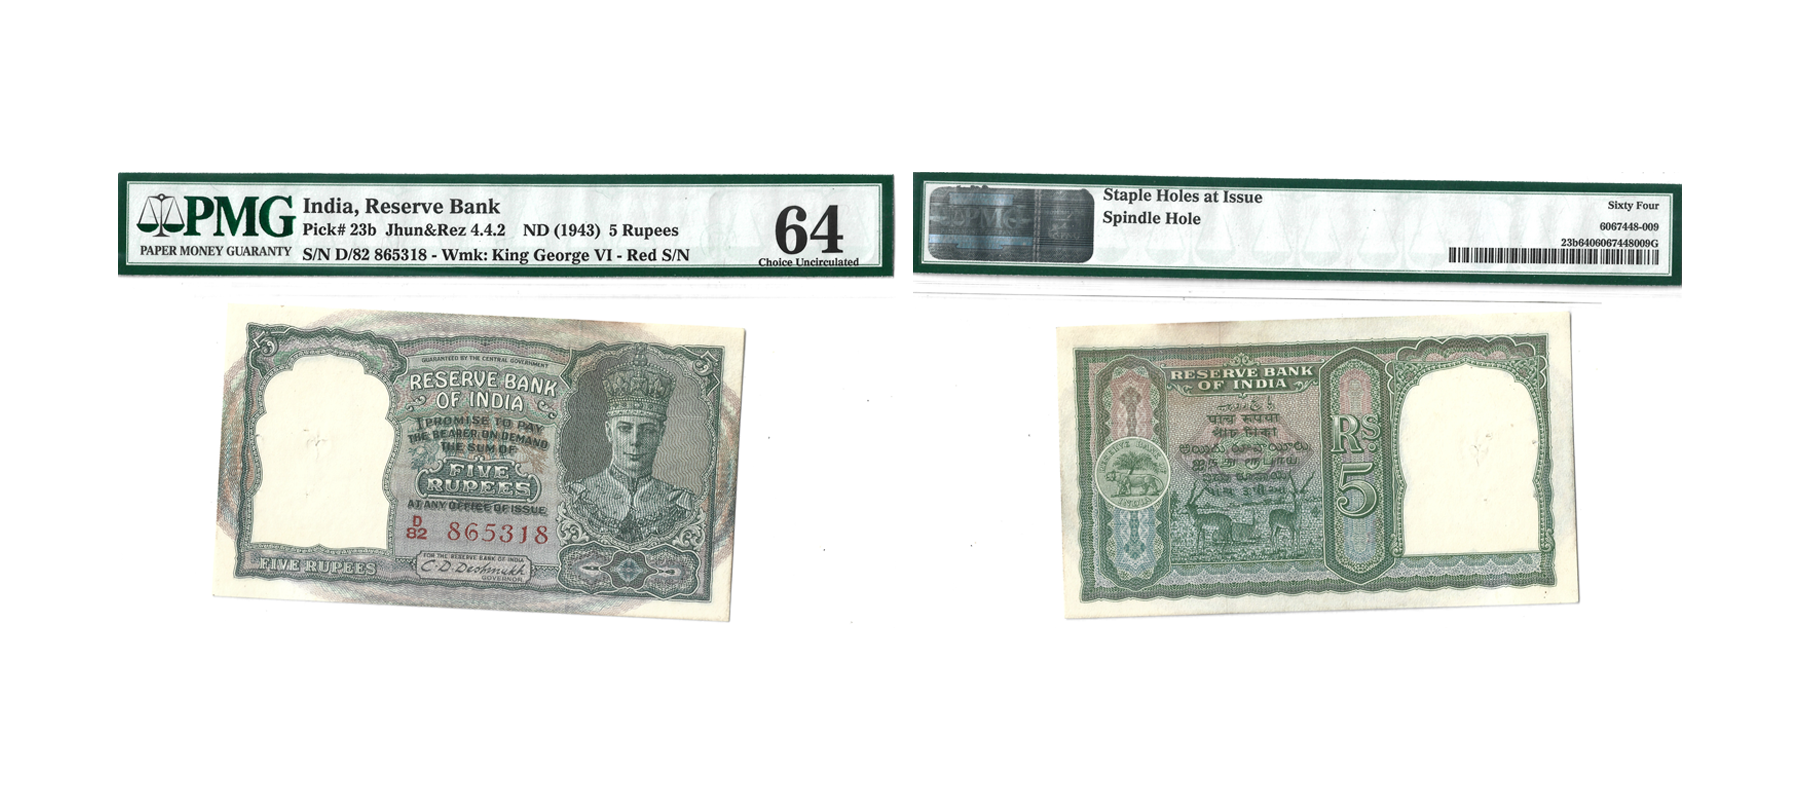 PMG
PAPER MONEY GUARANTY
India, Reserve Bank
Pick# 23b Jhun&Rez 4.4.2 ND (1943) 5 Rupees
S/N D/82 865318 - Wmk: King George VI - Red S/N
64
Choice Uncirculated
5
5
GUARANTEED BY THE CENTRAL GOVERNMENT
RESERVE BANK
OF INDIA
I PROMISE TO PAY
THE BEARER ON DEMAND
THE SUM OF
FIVE
RUPEES
AT ANY OFFICE OF ISSUE
D
82 865318
FOR THE RESERVE BANK OF INDIA
C.D. Deshmukh
GOVERNOR
FIVE RUPEES
PMG
Staple Holes at Issue
Spindle Hole
Sixty Four
6067448-009
23b6406067448009G
RESERVE BANK
OF INDIA
पांच रूपया
RS
5